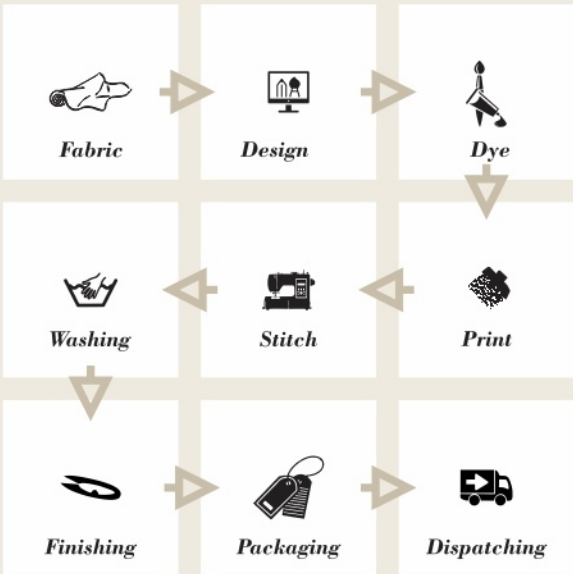 Fabric
Design
Dye
Print
Stitch
Washing
Finishing
Packaging
Dispatching